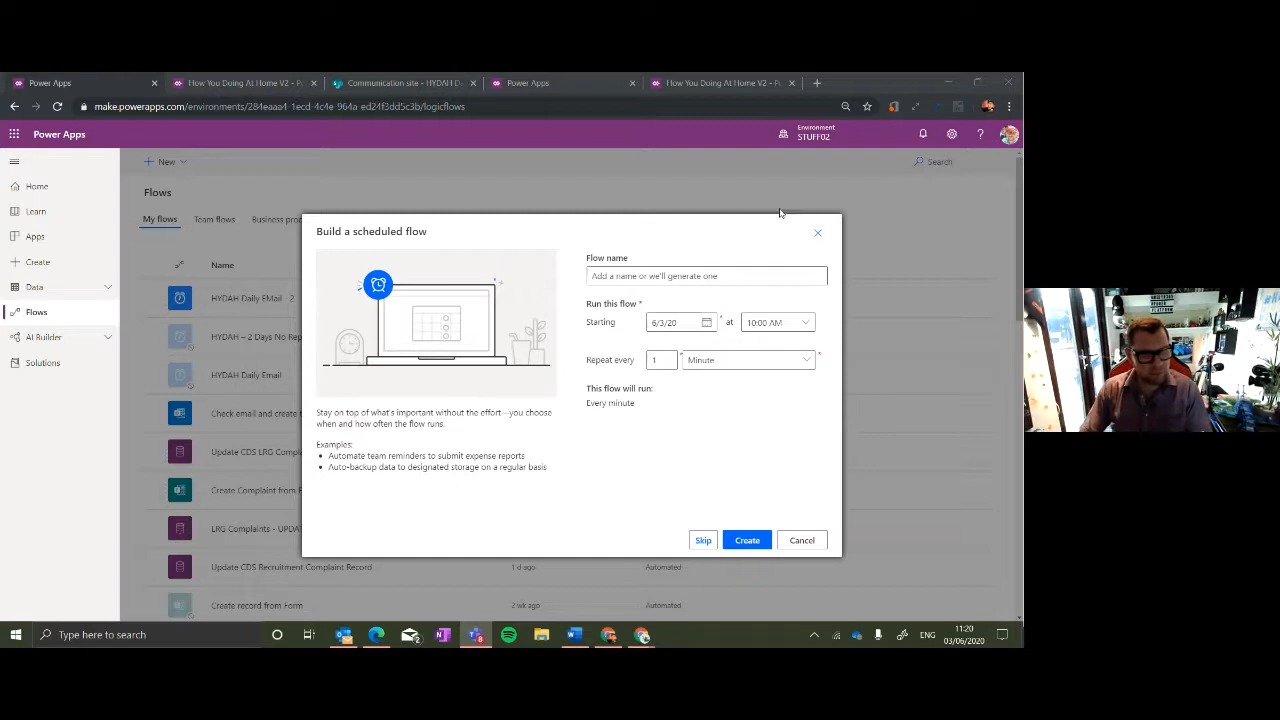 Power Apps
How You Doing At Home V2 - P
Communication site - HYDAH D
Power Apps
How You Doing At Home V2 - P
make.powerapps.com/environments/284eaaa4-1ecd-4c4e-964a-ed24f3dd5c3b/logicflows
Power Apps
Environment
STUFF02
Home
Learn
Apps
Create
Data
Flows
AI Builder
Solutions
New
Search
Flows
My flows
Team flows
Business pro
Name
HYDAH Daily EMail - 2
HYDAH – 2 Days No Rep
HYDAH Daily Email
Check email and create t
Update CDS LRG Compla
Create Complaint from F
LRG Complaints - UPDA
Update CDS Recruitment Complaint Record
1 d ago
Automated
Create record from Form
2 wk ago
Automated
Build a scheduled flow
Stay on top of what's important without the effort—you choose
when and how often the flow runs.
Examples:
• Automate team reminders to submit expense reports
• Auto-backup data to designated storage on a regular basis
Flow name
Add a name or we'll generate one
Run this flow *
Starting
6/3/20
* at
10:00 AM
Repeat every
1
* Minute
*
This flow will run:
Every minute
Skip
Create
Cancel
Type here to search
ENG
11:20
03/06/2020